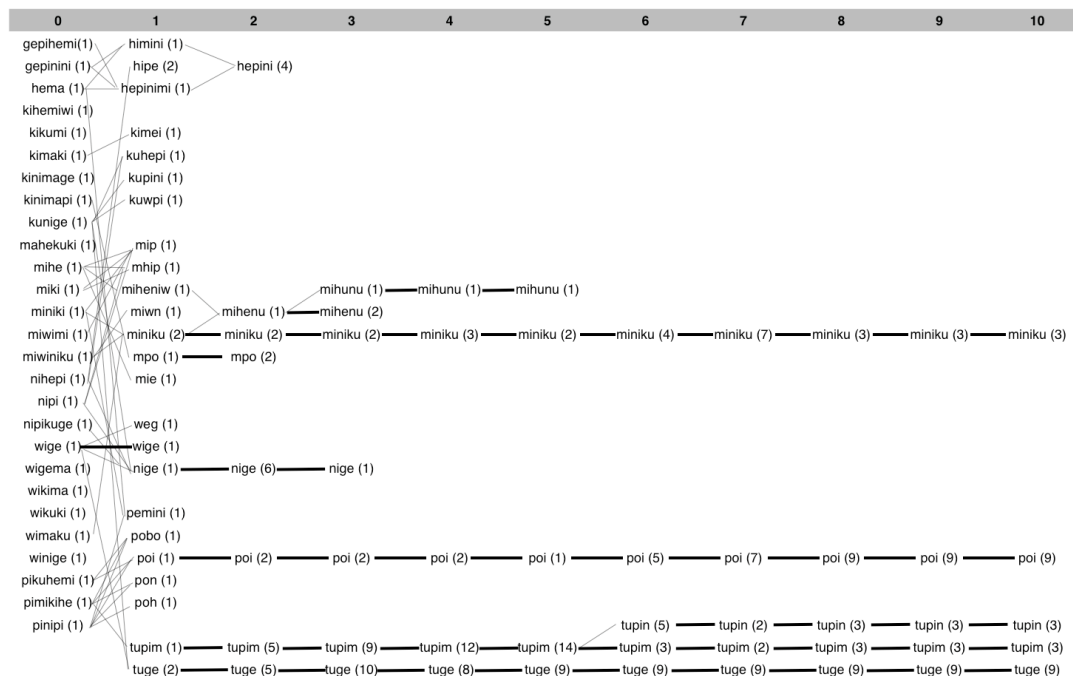 0 1 2 3 4 5 6 7 8 9 10
gepihemi(1) himini (1)
gepinini (1) hipe (2) hepini (4)
hema (1) hepinimi (1)
kihemiwi (1)
kikumi (1) kimei (1)
kimaki (1) kuhepi (1)
kinimage (1) kupini (1)
kinimapi (1) kuwpi (1)
kunige (1)
mahekuki (1) mip (1)
mihe (1) mhip (1)
miki (1) miheniw (1) mihunu (1) mihunu (1) mihunu (1)
miniki (1) miwn (1) mihenu (1) mihenu (2)
miwimi (1) miniku (2) miniku (2) miniku (2) miniku (3) miniku (2) miniku (4) miniku (7) miniku (3) miniku (3) miniku (3)
miwiniku (1) mpo (1) mpo (2)
nihepi (1) mie (1)
nipi (1)
nipikuge (1) weg (1)
wige (1) wige (1)
wigema (1) nige (1) nige (6) nige (1)
wikima (1)
wikuki (1) pemini (1)
wimaku (1) pobo (1)
winige (1) poi (1) poi (2) poi (2) poi (2) poi (1) poi (5) poi (7) poi (9) poi (9) poi (9)
pikuhemi (1) pon (1)
pimikihe (1) poh (1)
pinipi (1) tupin (5) tupin (2) tupin (3) tupin (3) tupin (3)
tupim (1) tupim (5) tupim (9) tupim (12) tupim (14) tupim (3) tupim (2) tupim (3) tupim (3) tupim (3)
tuge (2) tuge (5) tuge (10) tuge (8) tuge (9) tuge (9) tuge (9) tuge (9) tuge (9) tuge (9)